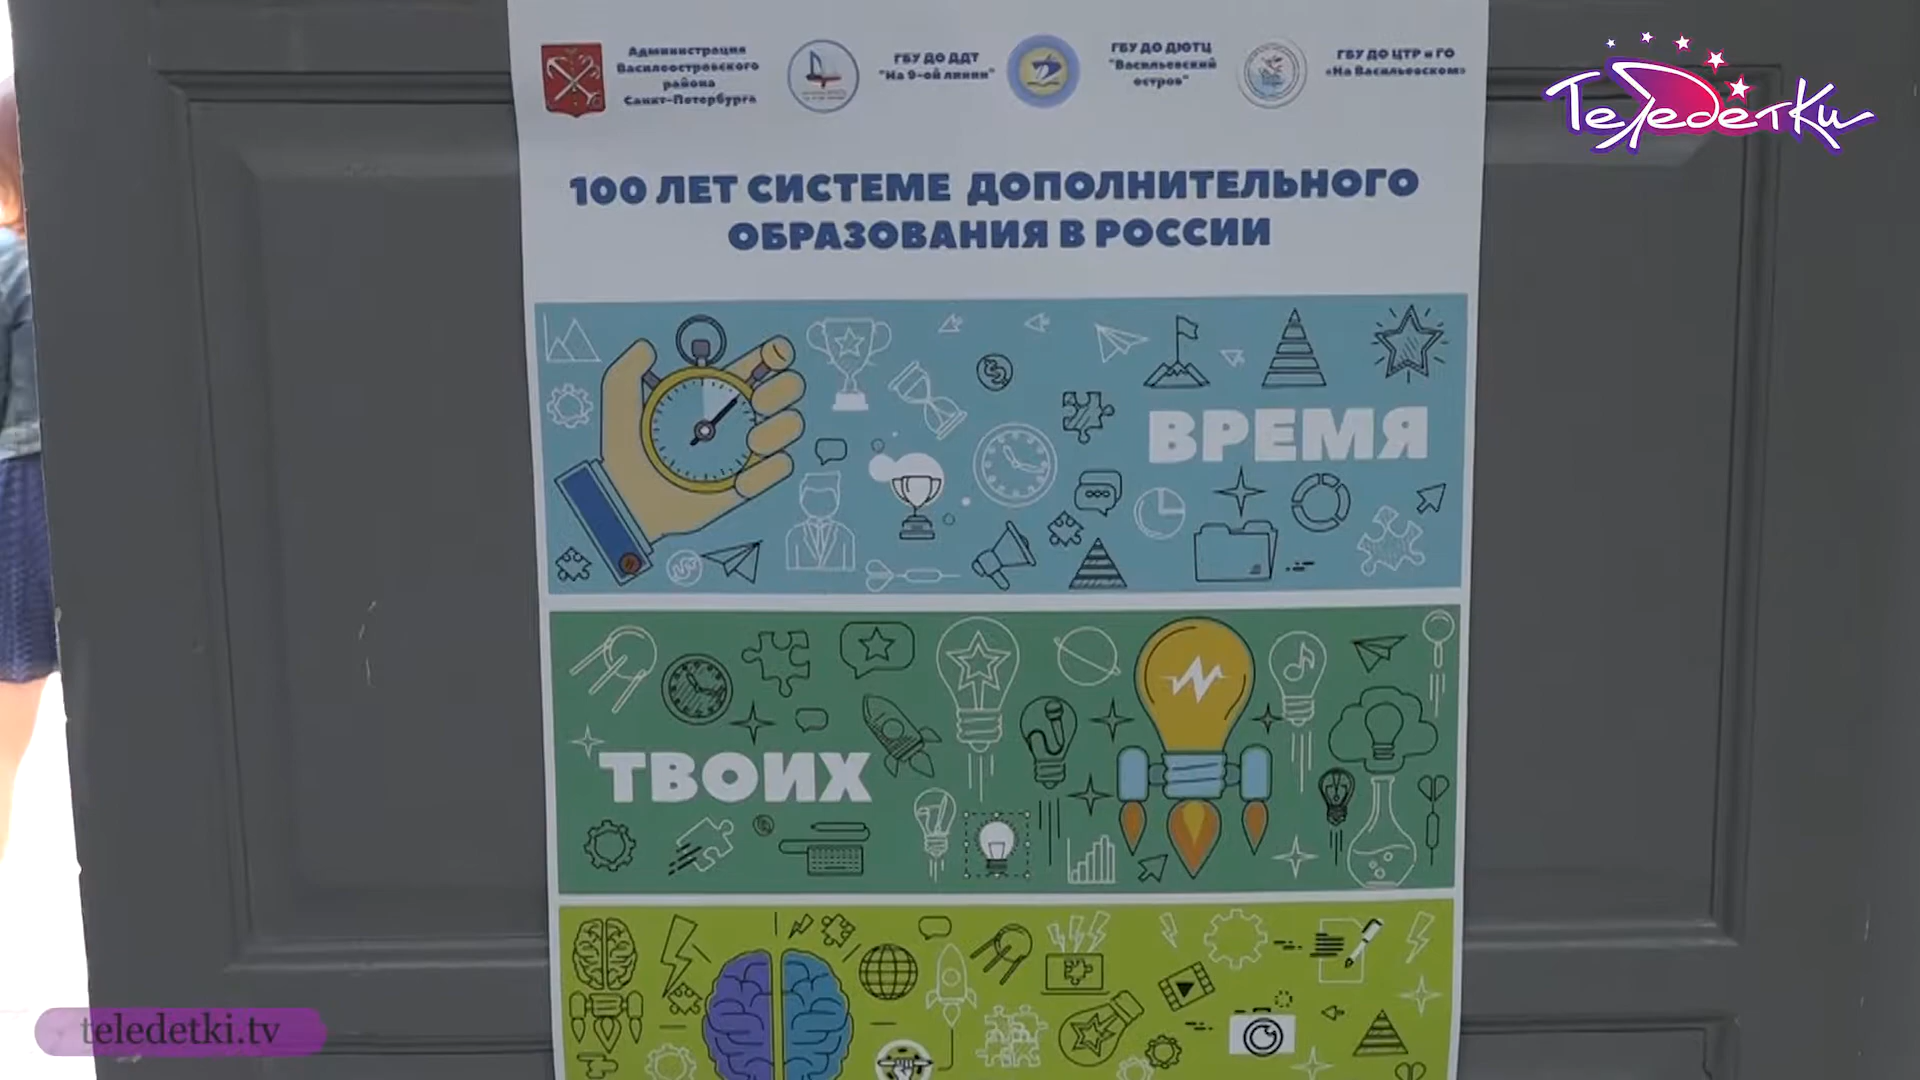 Администрация
Василеостровского
района
Санкт-Петербурга
ГБУ ДО ДДТ
"На 9-ой линии"
ГБУ ДО ДЮТЦ
"Васильевский
остров"
ГБУ ДО ЦТР и ГО
«На Васильевском»
ТелеДетКи
100 ЛЕТ СИСТЕМЕ ДОПОЛНИТЕЛЬНОГО
ОБРАЗОВАНИЯ В РОССИИ
ВРЕМЯ
ТВОИХ
teledetki.tv